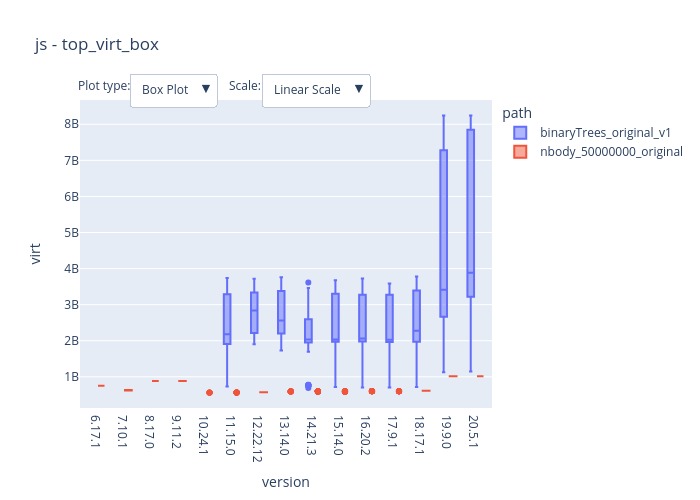 js - top_virt_box
Plot type: Box Plot ▼ Scale: Linear Scale ▼
path
binaryTrees_original_v1
nbody_50000000_original
virt
8B
7B
6B
5B
4B
3B
2B
1B
6.17.1
7.10.1
8.17.0
9.11.2
10.24.1
11.15.0
12.22.12
13.14.0
14.21.3
15.14.0
16.20.2
17.9.1
18.17.1
19.9.0
20.5.1
version